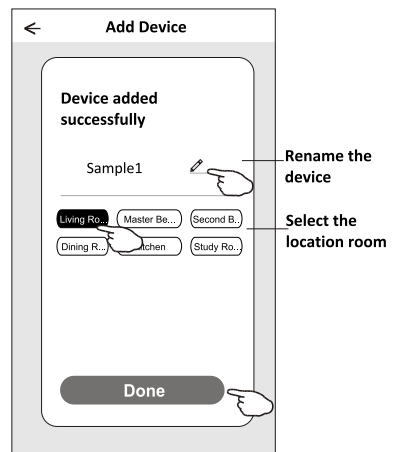 Add Device
Device added
successfully
Sample1
Rename the
device
Living Ro...
Master Be...
Second B...
Select the
location room
Dining R...
Study Ro...
Done